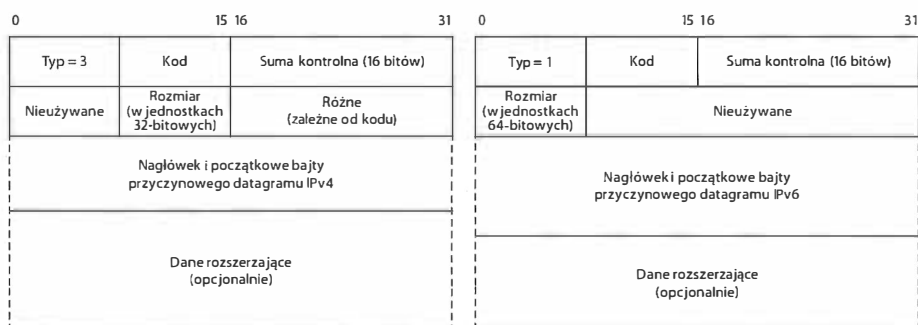 0 15 16 31
Typ = 3 Kod Suma kontrolna (16 bitów)
Nieużywane
Rozmiar
(w jednostkach
32-bitowych)
Różne
(zależne od kodu)
Nagłówek i początkowe bajty
przyczynowego datagramu IPv4
Dane rozszerzające
(opcjonalnie)
0 15 16 31
Typ = 1 Kod Suma kontrolna (16 bitów)
Rozmiar
(w jednostkach
64-bitowych)
Nieużywane
Nagłówek i początkowe bajty
przyczynowego datagramu IPv6
Dane rozszerzające
(opcjonalnie)